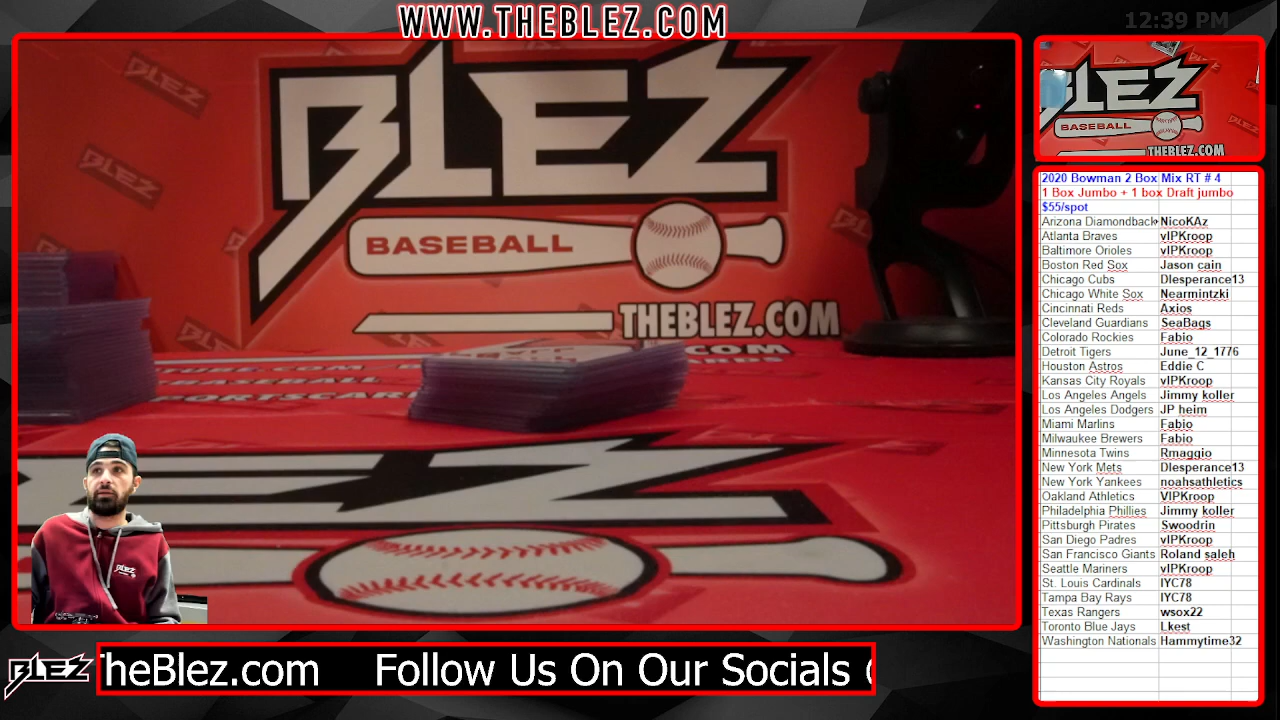 WWW.THEBLEZ.COM
12:39 PM
BLEZ
BASEBALL
THEBLEZ.COM
BLEZ
BLEZ
BLEZ
BASEBALL
THEBLEZ.COM
2020 Bowman 2 Box Mix RT # 4
1 Box Jumbo + 1 box Draft jumbo
$55/spot
Arizona Diamondback NicoKAz
Atlanta Braves vIPKroop
Baltimore Orioles vIPKroop
Boston Red Sox Jason cain
Chicago Cubs Dlesperance13
Chicago White Sox Nearmintzki
Cincinnati Reds Axios
Cleveland Guardians SeaBags
Colorado Rockies Fabio
Detroit Tigers June_12_1776
Houston Astros Eddie C
Kansas City Royals vIPKroop
Los Angeles Angels Jimmy koller
Los Angeles Dodgers JP heim
Miami Marlins Fabio
Milwaukee Brewers Fabio
Minnesota Twins Rmaggio
New York Mets Dlesperance13
New York Yankees noahsathletics
Oakland Athletics VIPKroop
Philadelphia Phillies Jimmy koller
Pittsburgh Pirates Swoodrin
San Diego Padres vIPKroop
San Francisco Giants Roland saleh
Seattle Mariners vIPKroop
St. Louis Cardinals IYC78
Tampa Bay Rays IYC78
Texas Rangers wsox22
Toronto Blue Jays Lkest
Washington Nationals Hammytime32
BLEZ
BLEZ
TheBlez.com Follow Us On Our Socials